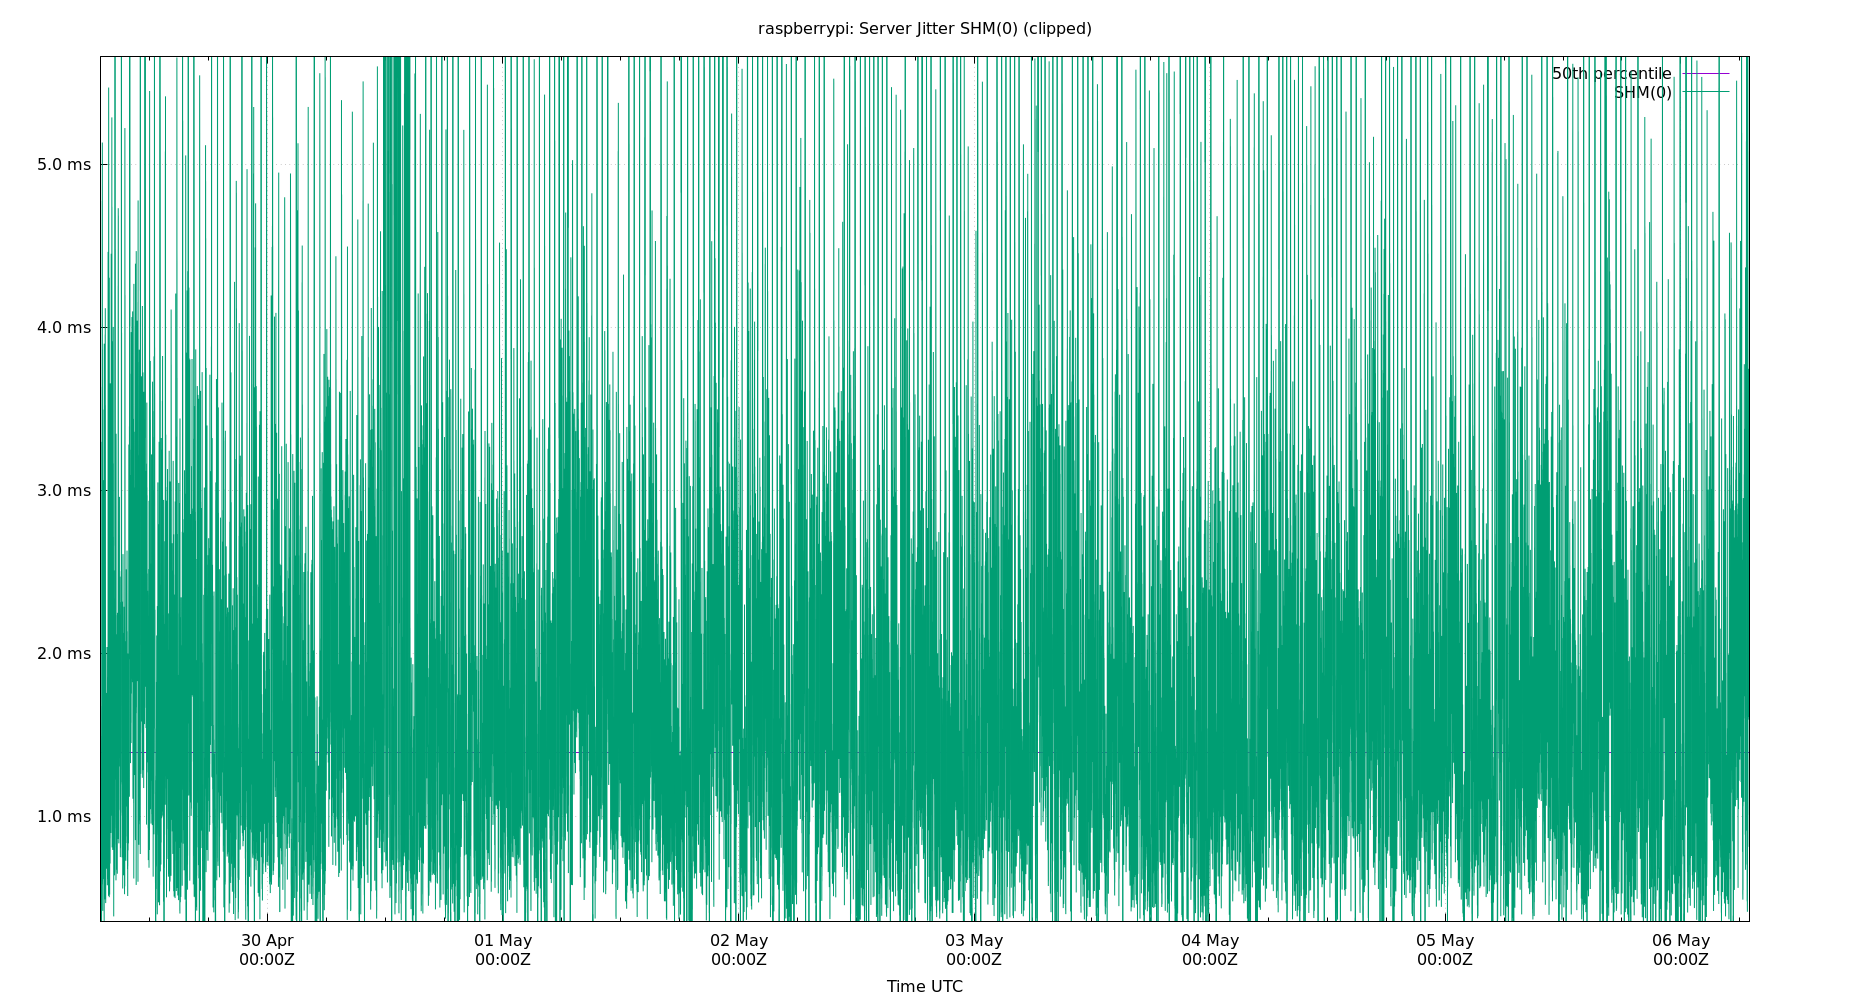 raspberrypi: Server Jitter SHM(0) (clipped)
50th percentile
SHM(0)
5.0 ms
4.0 ms
3.0 ms
2.0 ms
1.0 ms
30 Apr 01 May 02 May 03 May 04 May 05 May 06 May
00:00Z 00:00Z 00:00Z 00:00Z 00:00Z 00:00Z 00:00Z
Time UTC